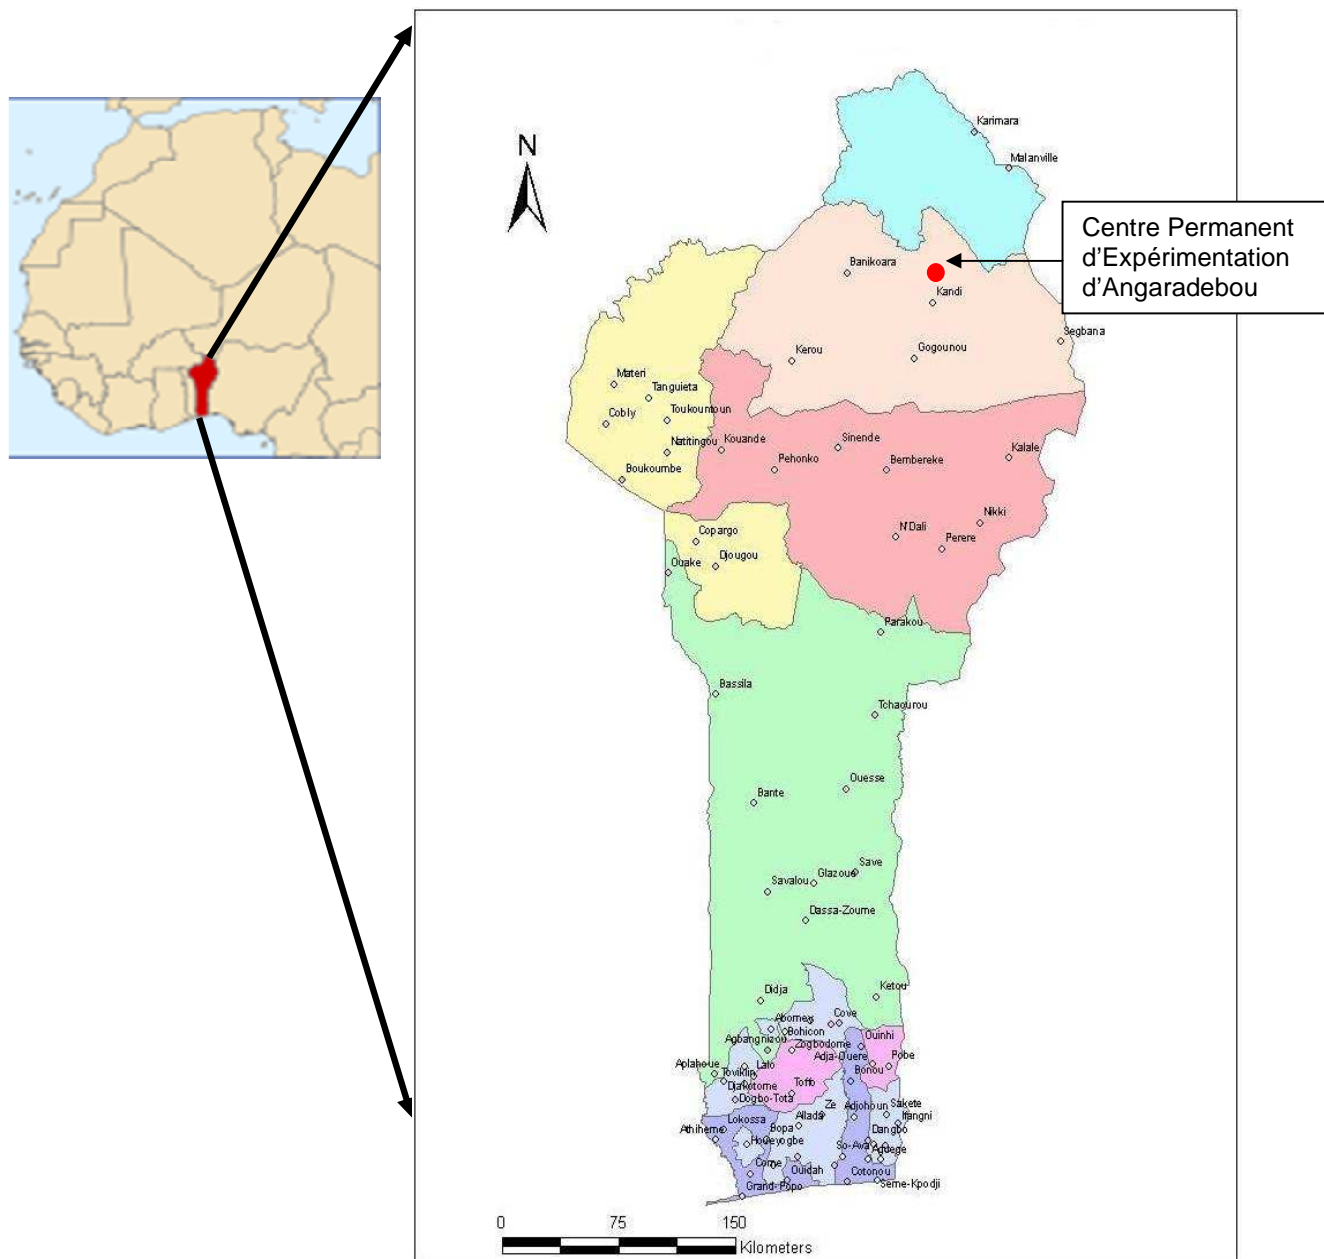 N
Karimara
Malanville
Centre Permanent
d'Expérimentation
d'Angaradebou
Banikoara
Kandi
Segbana
Kerou
Gogounou
Materi
Tanguieta
Cobly
Toukountoun
Natitingou
Kouande
Sinende
Kalale
Boukoumbe
Pehonko
Bembereke
Nikki
Copargo
N'Dali
Perere
Ouake
Djougou
Parakou
Bassila
Tchaourou
Ouesse
Bante
Save
Glazoue
Savalou
Dassa-Zoume
Didja
Ketou
Abomey
Cove
Bohicon
Ouinhi
Agbangnizou
Zogbodome
Adja-Ouere
Pobe
Aplahoue
Toviklin
Lalo
Bonou
Djakotome
Toffo
Dogbo-Tota
Ze
Adjohoun
Sakete
Ifangni
Lokossa
Allada
Athieme
Bopa
Dangbo
Houeyogbe
So-Ava
Aguege
Come
Ouidah
Cotonou
Grand-Popo
Seme-Kpodji
0 75 150
Kilometers